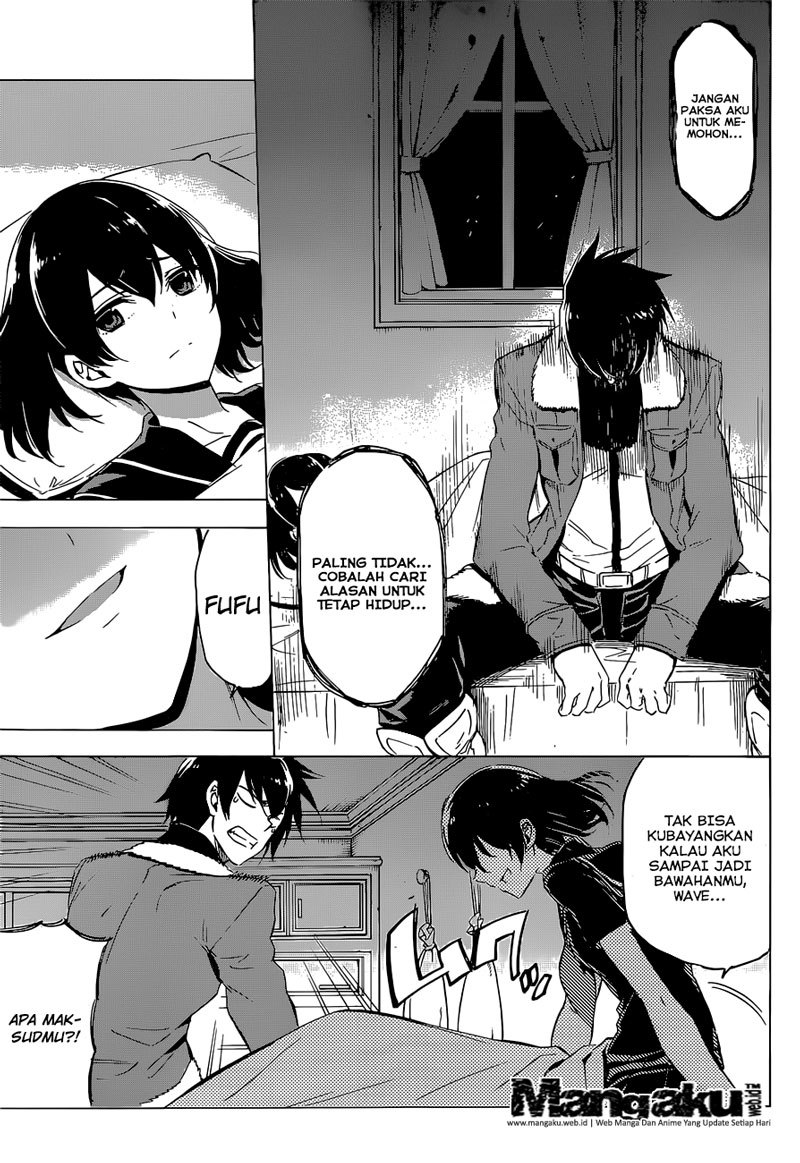 JANGAN
PAKSA AKU
UNTUK ME-
MOHON...
PALING TIDAK...
COBALAH CARI
ALASAN UNTUK
TETAP HIDUP...
FUFU
TAK BISA
KUBAYANGKAN
KALAU AKU
SAMPAI JADI
BAWAHANMU,
WAVE...
APA MAK-
SUDMU?!
Mangaku
www.mangaku.web.id | Web Manga Dan Anime Yang Update Setiap Hari